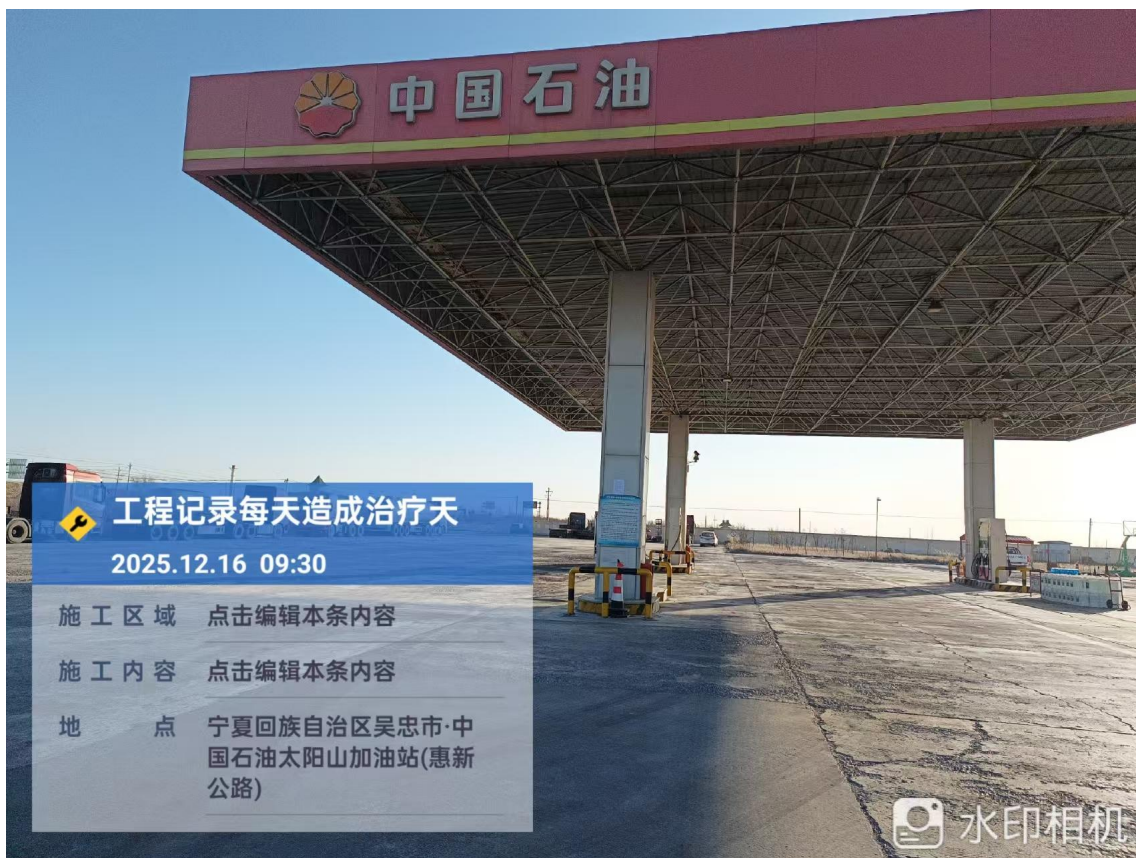 中国石油
工程记录每天造成治疗天
2025.12.16 09:30
施工区域 点击编辑本条内容
施工内容 点击编辑本条内容
地点 宁夏回族自治区吴忠市·中
国石油太阳山加油站(惠新
公路)
水印相机